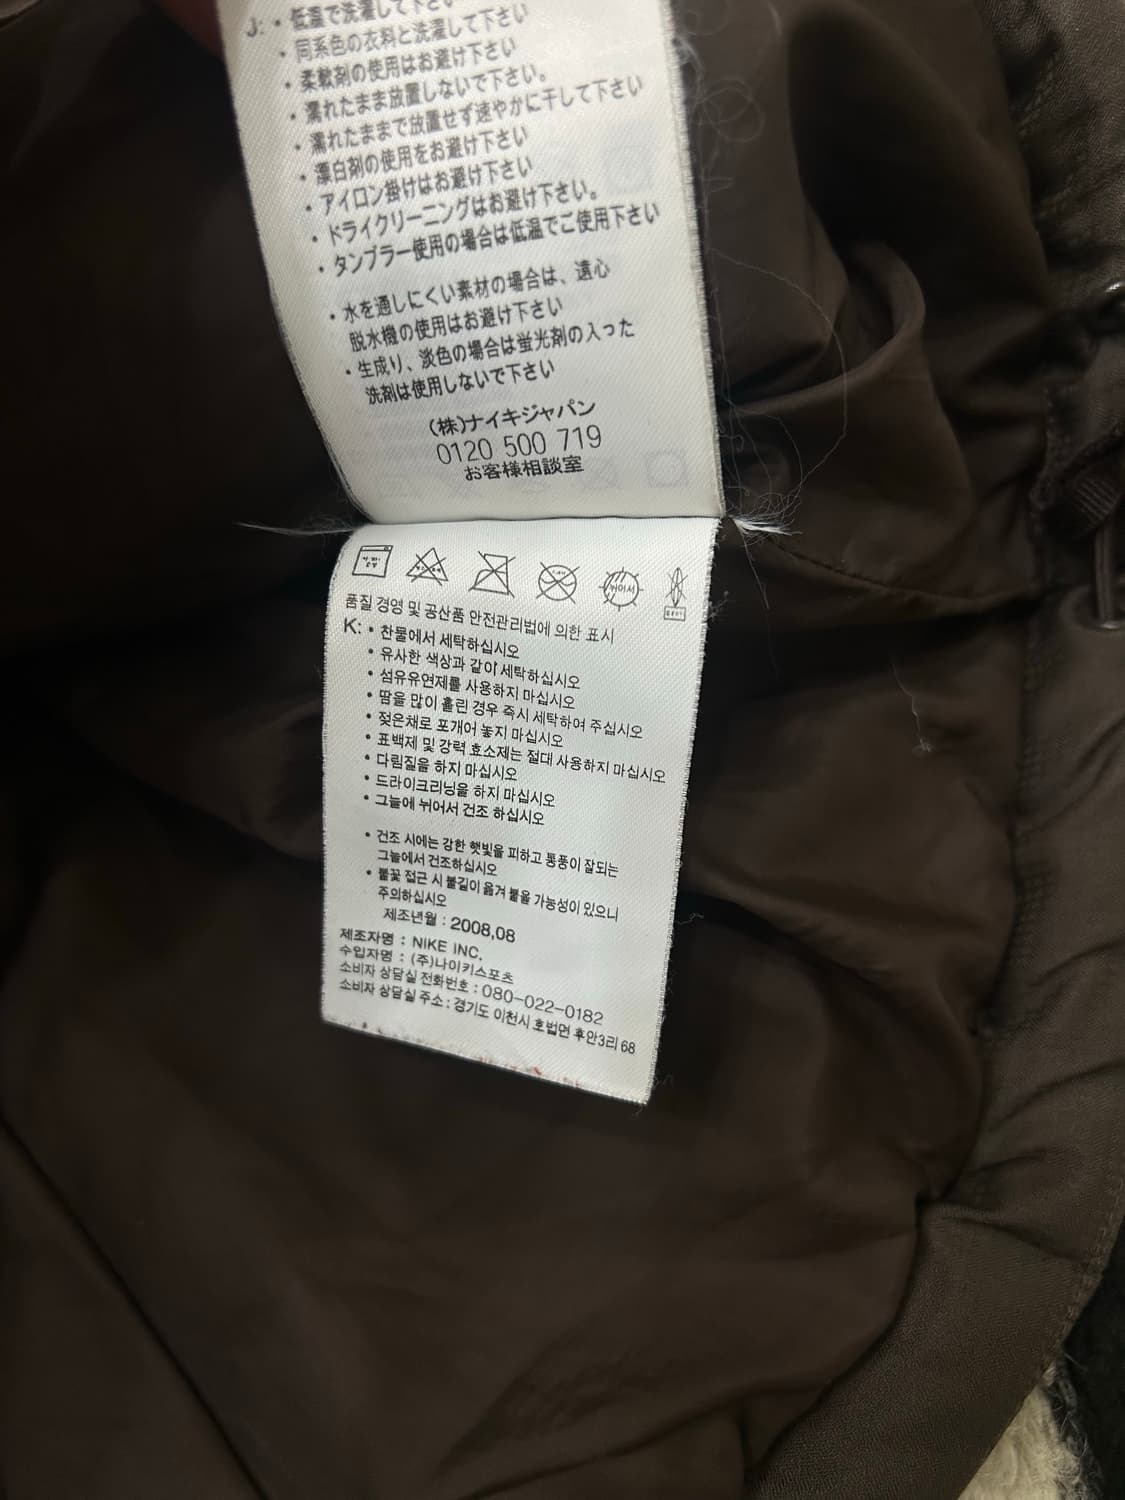 J: • 低温で洗濯して下さい
• 同系色の衣料と洗濯して下さい
• 柔軟剤の使用はお避け下さい
• 濡れたまま放置しないで下さい。
• 濡れたままで放置せず速やかに干して下さい
• 漂白剤の使用をお避け下さい
• アイロン掛けはお避け下さい
• ドライクリーニングはお避け下さい。
• タンブラー使用の場合は低温でご使用下さい
• 水を通しにくい素材の場合は、遠心
脱水機の使用はお避け下さい
• 生成り、淡色の場合は蛍光剤の入った
洗剤は使用しないで下さい
(株)ナイキジャパン
0120 500 719
お客様相談室
뉘어서
품질 경영 및 공산품 안전관리법에 의한 표시
K: • 찬물에서 세탁하십시오
• 유사한 색상과 같이 세탁하십시오
• 섬유유연제를 사용하지 마십시오
• 땀을 많이 흘린 경우 즉시 세탁하여 주십시오
• 젖은채로 포개어 놓지 마십시오
• 표백제 및 강력 효소제는 절대 사용하지 마십시오
• 다림질을 하지 마십시오
• 드라이크리닝을 하지 마십시오
• 그늘에 뉘어서 건조 하십시오
• 건조 시에는 강한 햇빛을 피하고 통풍이 잘되는
그늘에서 건조하십시오
• 불꽃 접근 시 불길이 옮겨 붙을 가능성이 있으니
주의하십시오
제조년월 : 2008,08
제조자명 : NIKE INC.
수입자명 : (주)나이키스포츠
소비자 상담실 전화번호 : 080-022-0182
소비자 상담실 주소 : 경기도 이천시 호법면 후안3리 68